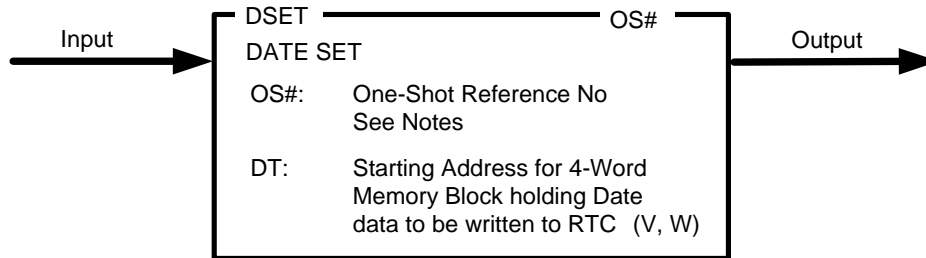 DSET OS#
Input
Output
DATE SET
OS#: One-Shot Reference No
See Notes
DT: Starting Address for 4-Word
Memory Block holding Date
data to be written to RTC (V, W)